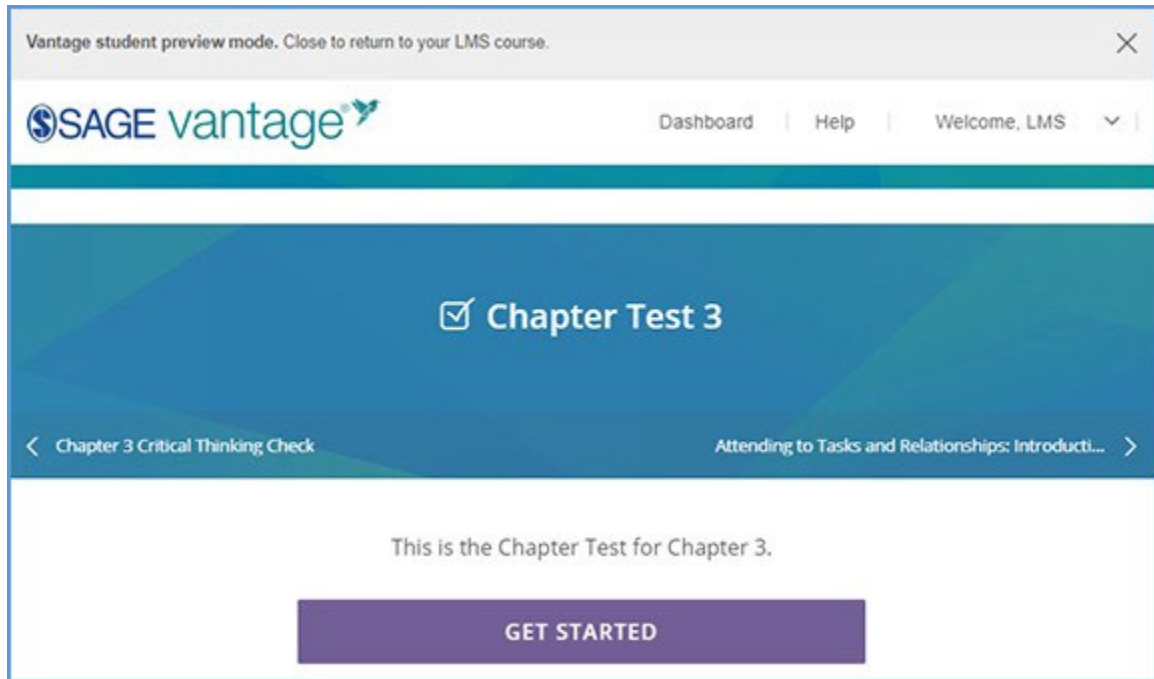 Vantage student preview mode. Close to return to your LMS course.
SAGE vantage®
Dashboard | Help | Welcome, LMS
Chapter Test 3
Chapter 3 Critical Thinking Check
Attending to Tasks and Relationships: Introducti...
This is the Chapter Test for Chapter 3.
GET STARTED